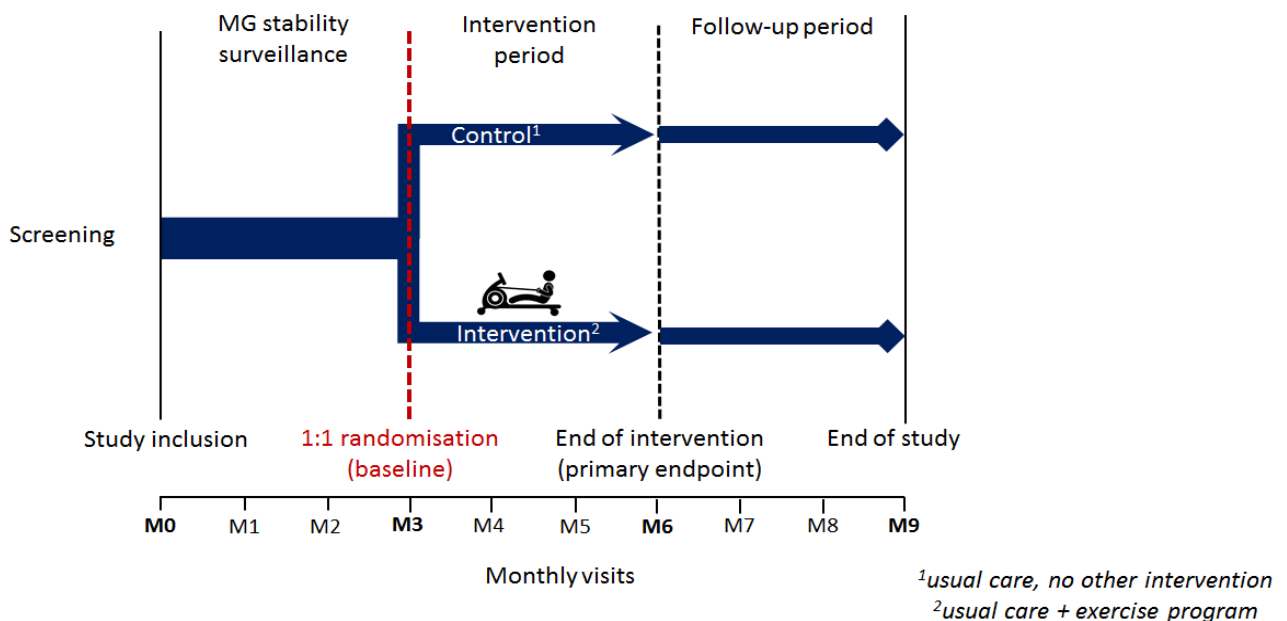 MG stability
surveillance
Intervention
period
Follow-up period
Control¹
Screening
Intervention²
Study inclusion
1:1 randomisation
(baseline)
End of intervention
(primary endpoint)
End of study
M0 M1 M2 M3 M4 M5 M6 M7 M8 M9
Monthly visits
¹usual care, no other intervention
²usual care + exercise program